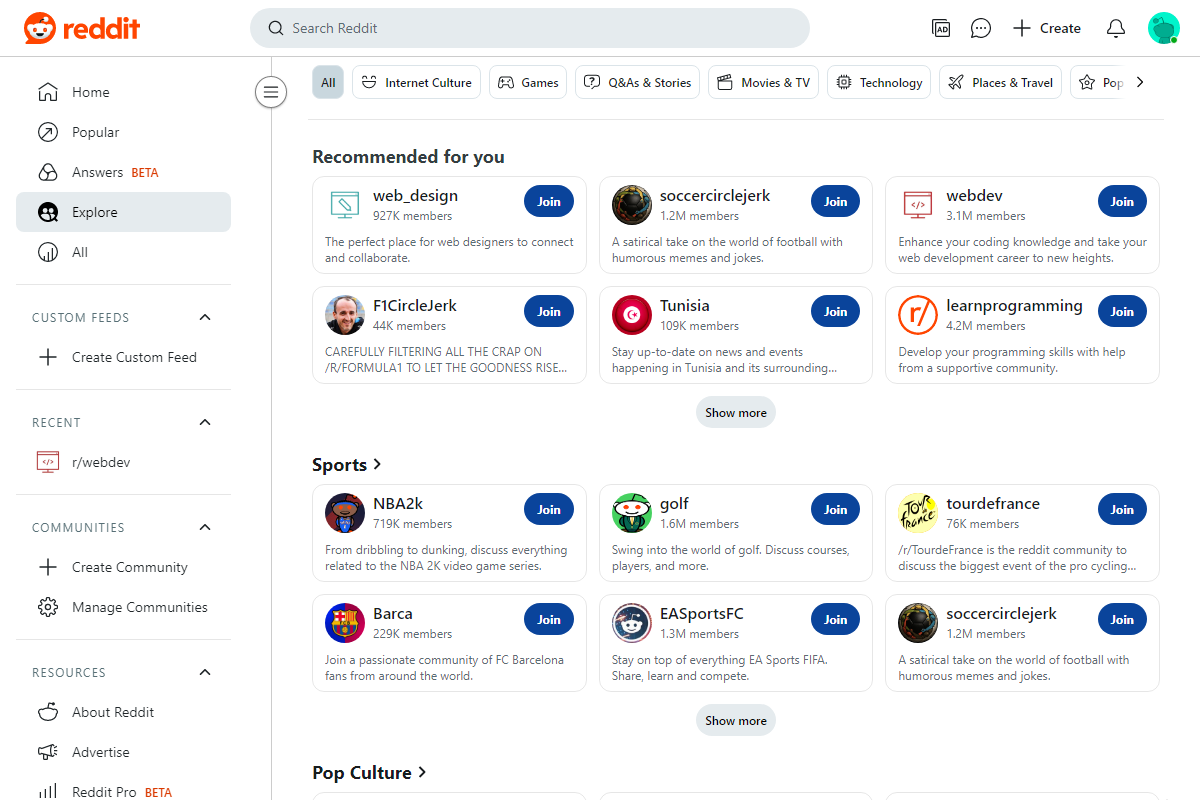 reddit
Search Reddit
AD
Create
Home
Popular
Answers BETA
Explore
All
CUSTOM FEEDS
Create Custom Feed
RECENT
r/webdev
COMMUNITIES
Create Community
Manage Communities
RESOURCES
About Reddit
Advertise
Reddit Pro BETA
All
Internet Culture
Games
Q&As & Stories
Movies & TV
Technology
Places & Travel
Pop
Recommended for you
web_design
927K members
Join
The perfect place for web designers to connect
and collaborate.
soccercirclejerk
1.2M members
Join
A satirical take on the world of football with
humorous memes and jokes.
webdev
3.1M members
Join
Enhance your coding knowledge and take your
web development career to new heights.
F1CircleJerk
44K members
Join
CAREFULLY FILTERING ALL THE CRAP ON
/R/FORMULA1 TO LET THE GOODNESS RISE...
Tunisia
109K members
Join
Stay up-to-date on news and events
happening in Tunisia and its surrounding...
r/
learnprogramming
4.2M members
Join
Develop your programming skills with help
from a supportive community.
Show more
Sports
NBA2k
719K members
Join
From dribbling to dunking, discuss everything
related to the NBA 2K video game series.
golf
1.6M members
Join
Swing into the world of golf. Discuss courses,
players, and more.
TOUR
de
france
tourdefrance
76K members
Join
/r/TourdeFrance is the reddit community to
discuss the biggest event of the pro cycling...
Barca
229K members
Join
Join a passionate community of FC Barcelona
fans from around the world.
EASportsFC
1.3M members
Join
Stay on top of everything EA Sports FIFA.
Share, learn and compete.
soccercirclejerk
1.2M members
Join
A satirical take on the world of football with
humorous memes and jokes.
Show more
Pop Culture